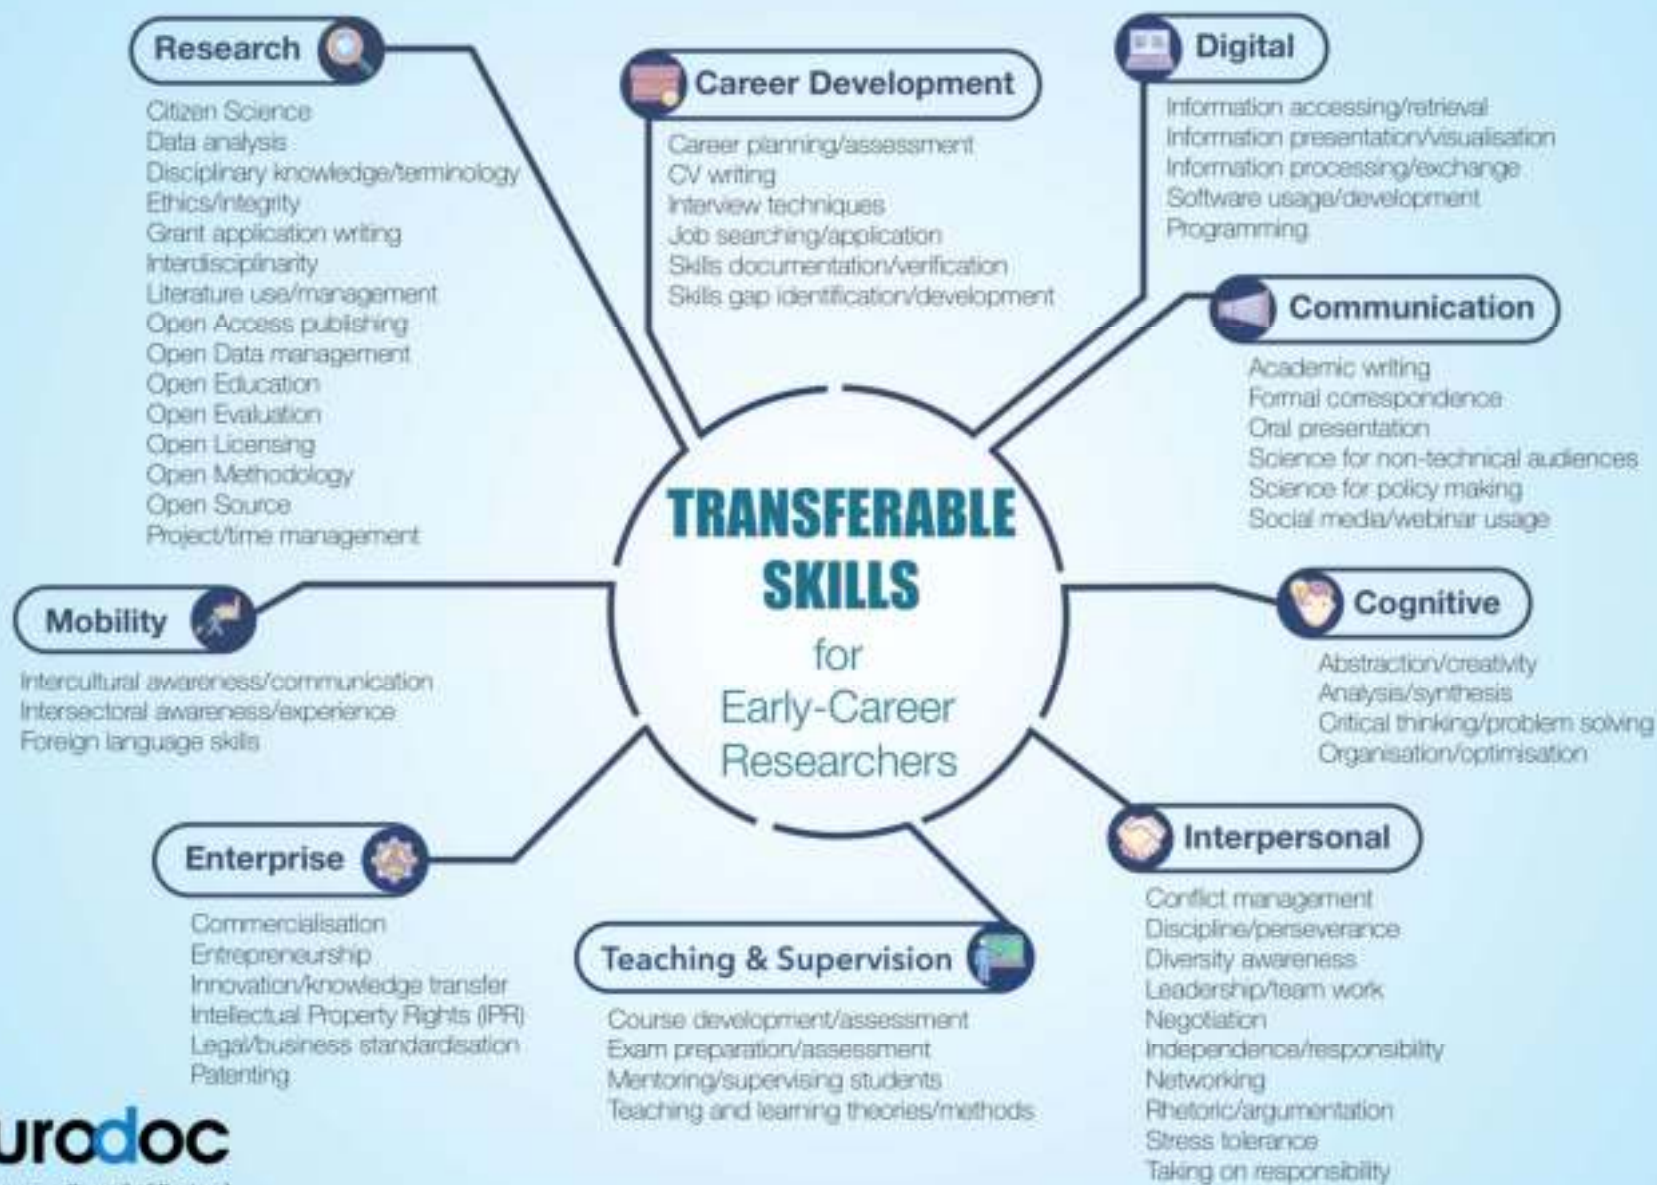 Research
Citizen Science
Data analysis
Disciplinary knowledge/terminology
Ethics/integrity
Grant application writing
Interdisciplinarity
Literature use/management
Open Access publishing
Open Data management
Open Education
Open Evaluation
Open Licensing
Open Methodology
Open Source
Project/time management
Career Development
Career planning/assessment
CV writing
Interview techniques
Job searching/application
Skills documentation/verification
Skills gap identification/development
Digital
Information accessing/retrieval
Information presentation/visualisation
Information processing/exchange
Software usage/development
Programming
Communication
Academic writing
Formal correspondence
Oral presentation
Science for non-technical audiences
Science for policy making
Social media/webinar usage
TRANSFERABLE
SKILLS
for
Early-Career
Researchers
Mobility
Intercultural awareness/communication
Intersectoral awareness/experience
Foreign language skills
Cognitive
Abstraction/creativity
Analysis/synthesis
Critical thinking/problem solving
Organisation/optimisation
Enterprise
Commercialisation
Entrepreneurship
Innovation/knowledge transfer
Intellectual Property Rights (IPR)
Legal/business standardisation
Patenting
Teaching & Supervision
Course development/assessment
Exam preparation/assessment
Mentoring/supervising students
Teaching and learning theories/methods
Interpersonal
Conflict management
Discipline/perseverance
Diversity awareness
Leadership/team work
Negotiation
Independence/responsibility
Networking
Rhetoric/argumentation
Stress tolerance
Taking on responsibility
urodoc